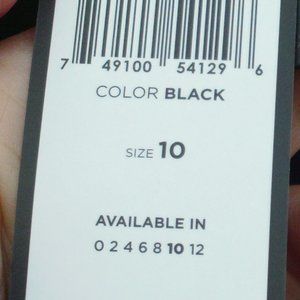 7 49100 54129 6
COLOR BLACK
SIZE 10
AVAILABLE IN
0 2 4 6 8 10 12